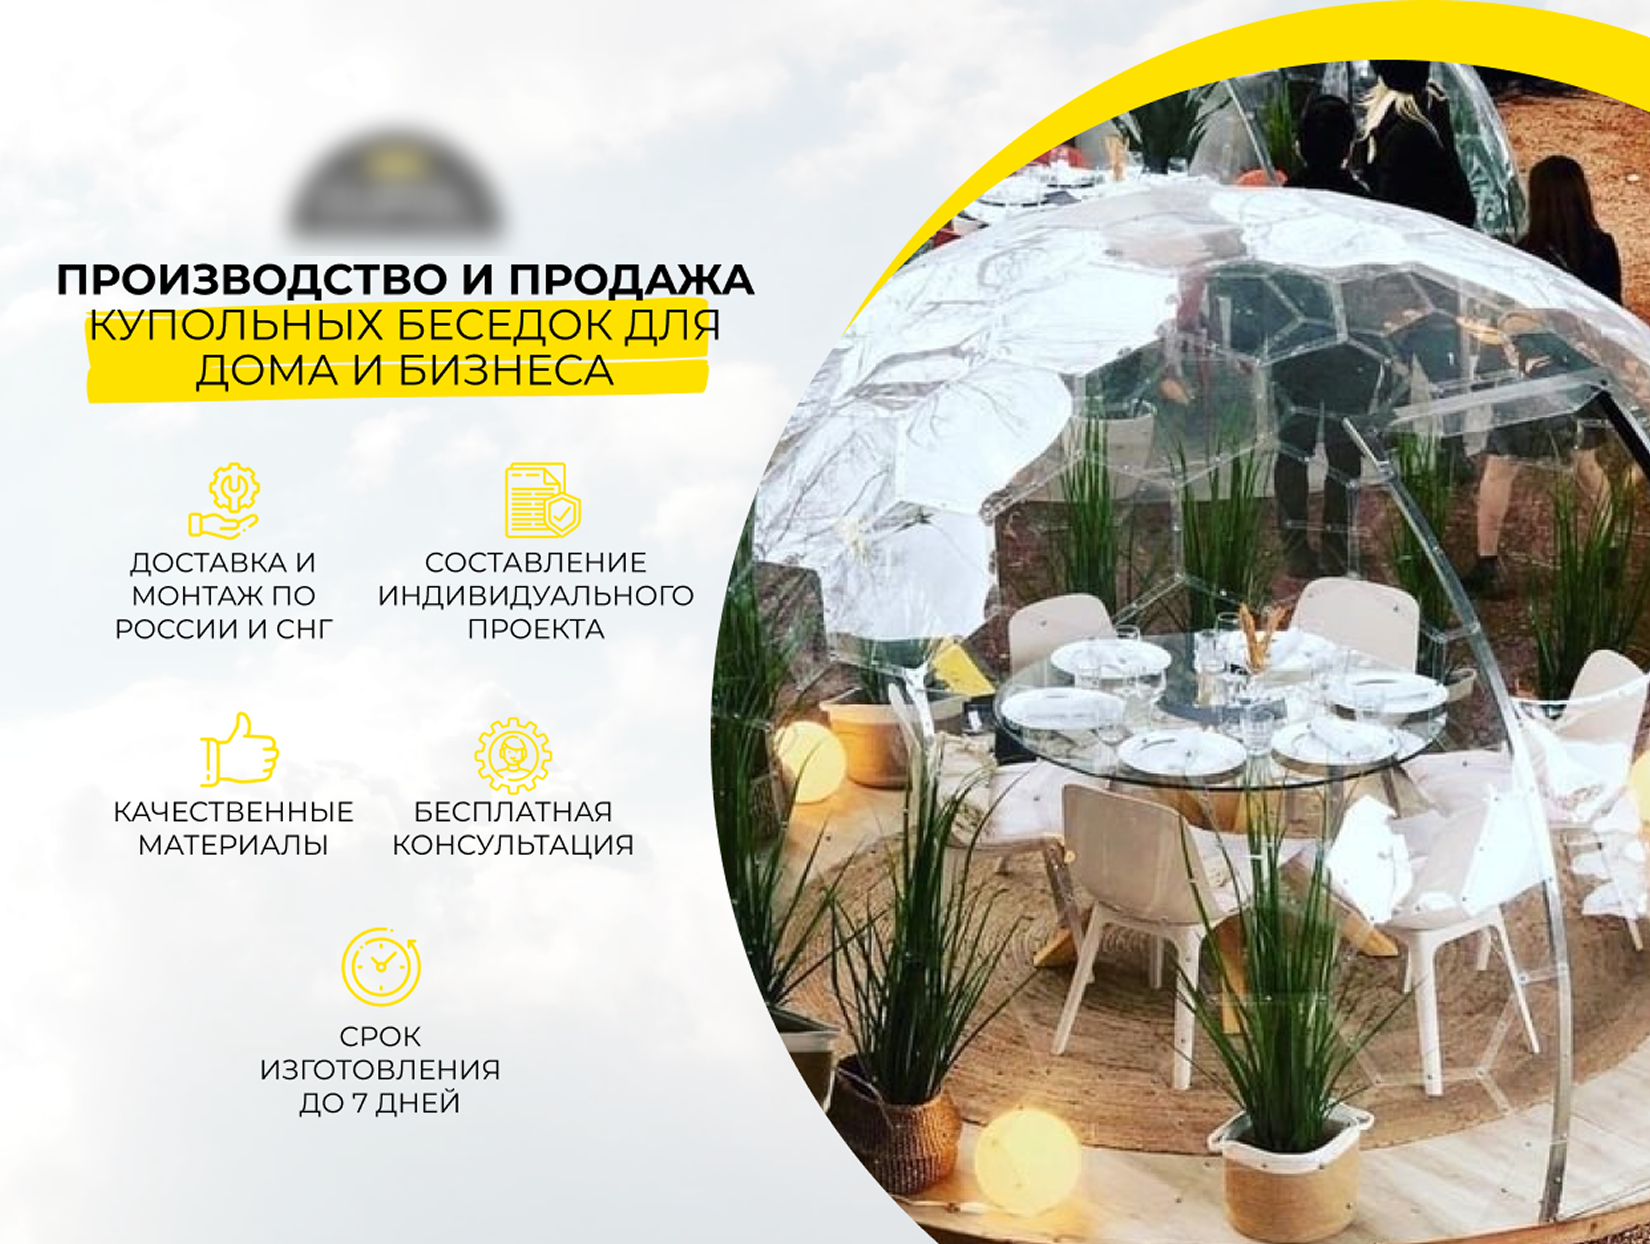 ПРОИЗВОДСТВО И ПРОДАЖА
КУПОЛЬНЫХ БЕСЕДОК ДЛЯ
ДОМА И БИЗНЕСА
ДОСТАВКА И
МОНТАЖ ПО
РОССИИ И СНГ
СОСТАВЛЕНИЕ
ИНДИВИДУАЛЬНОГО
ПРОЕКТА
КАЧЕСТВЕННЫЕ
МАТЕРИАЛЫ
БЕСПЛАТНАЯ
КОНСУЛЬТАЦИЯ
СРОК
ИЗГОТОВЛЕНИЯ
ДО 7 ДНЕЙ